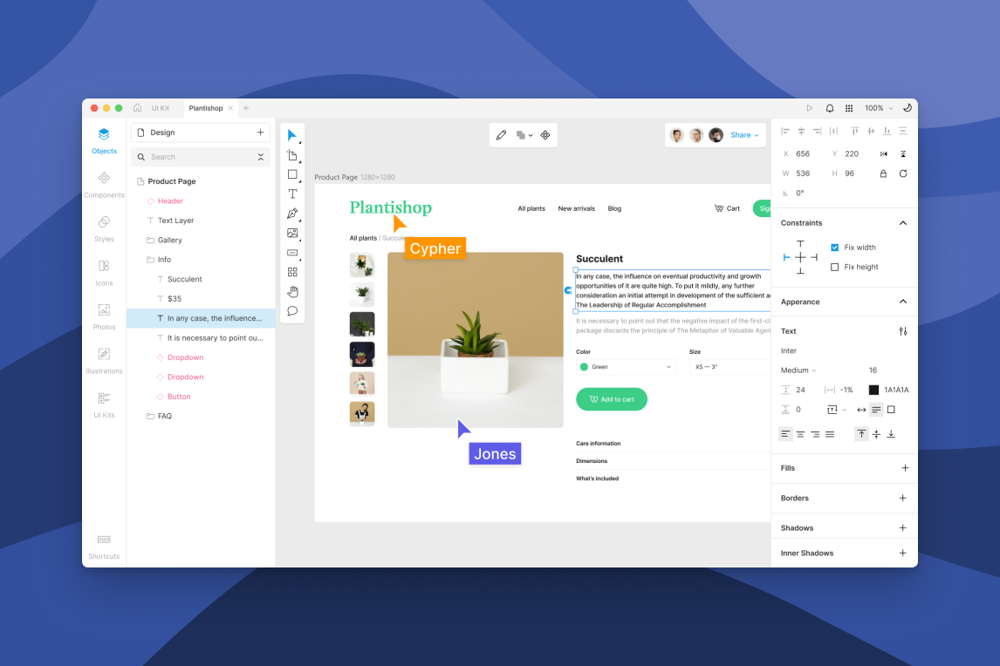 UI Kit
Plantishop
100%
Objects
Components
Styles
Icons
Photos
Illustrations
UI Kits
Shortcuts
Design
Search
Product Page
Header
Text Layer
Gallery
Info
Succulent
$35
In any case, the influence...
It is necessary to point ou...
Dropdown
Dropdown
Button
FAQ
Share
Product Page 1280×1280
Plantishop
All plants New arrivals Blog
Cart
Sign
All plants / Succulent
Cypher
Jones
Succulent
In any case, the influence on eventual productivity and growth
opportunities of it are quite high. To put it mildly, any further
consideration an initial attempt in development of the sufficient a
The Leadership of Regular Accomplishment
It is necessary to point out that the negative impact of the first-cl
package discards the principle of The Metaphor of Valuable Agen
Color
Size
Green
XS — 3"
Add to cart
Care information
Dimensions
What's included
X 656 Y 220
W 536 H 96
0°
Constraints
Fix width
Fix height
Apperance
Text
Inter
Medium 16
24 -1% 1A1A1A
0
Fills
Borders
Shadows
Inner Shadows